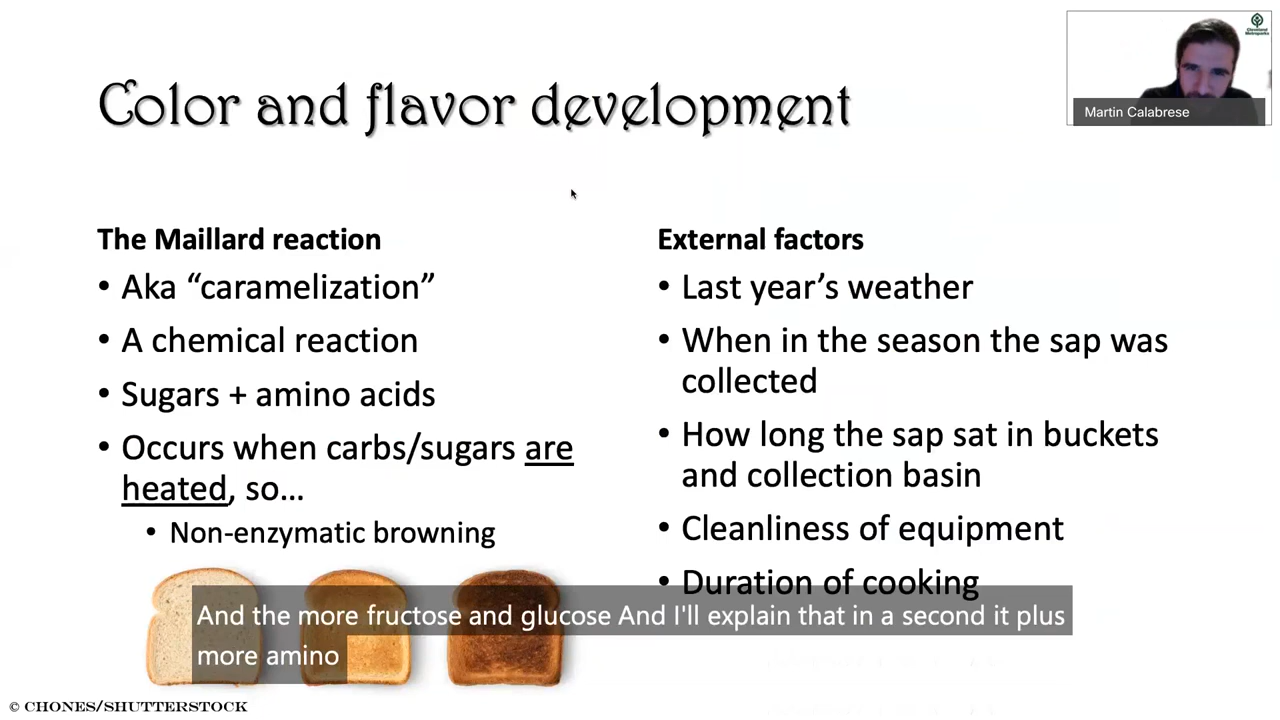 Color and flavor development
Cleveland
Metroparks
Martin Calabrese
The Maillard reaction
• Aka “caramelization”
• A chemical reaction
• Sugars + amino acids
• Occurs when carbs/sugars are
heated, so…
• Non-enzymatic browning
External factors
• Last year’s weather
• When in the season the sap was
collected
• How long the sap sat in buckets
and collection basin
• Cleanliness of equipment
• Duration of cooking
And the more fructose and glucose And I'll explain that in a second it plus
more amino
© CHONES/SHUTTERSTOCK